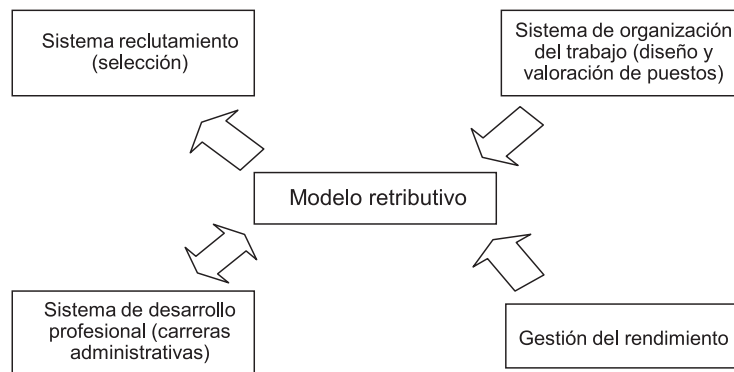 Sistema reclutamiento
(selección)
Sistema de organización
del trabajo (diseño y
valoración de puestos)
Modelo retributivo
Sistema de desarrollo
profesional (carreras
administrativas)
Gestión del rendimiento